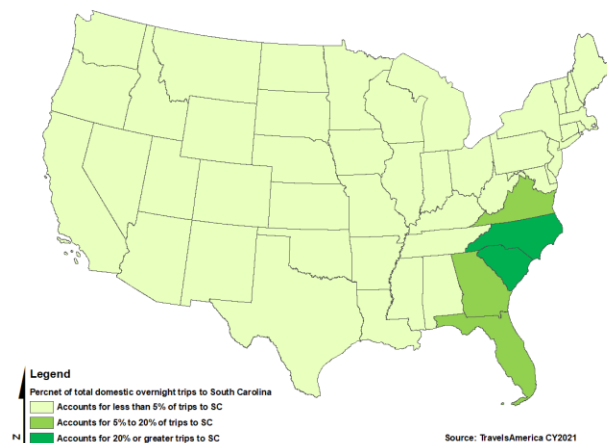 Legend
Percnet of total domestic overnight trips to South Carolina
Accounts for less than 5% of trips to SC
Accounts for 5% to 20% of trips to SC
Accounts for 20% or greater trips to SC
N
Source: TravelsAmerica CY2021